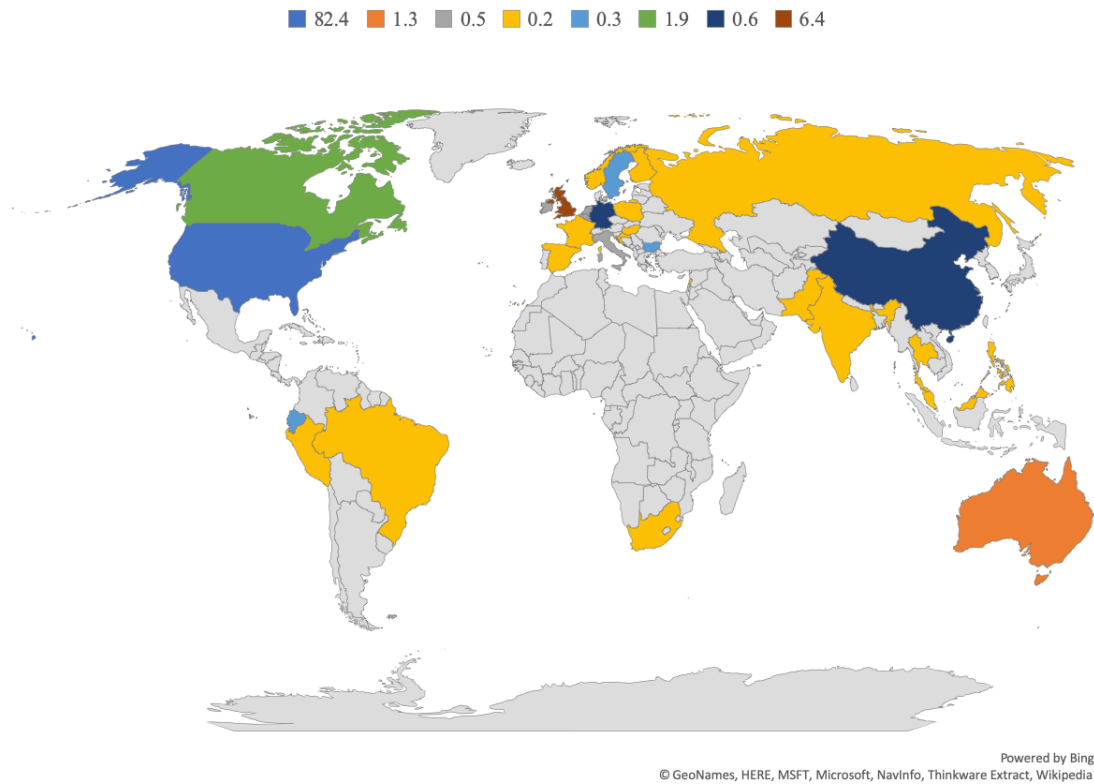 82.4 1.3 0.5 0.2 0.3 1.9 0.6 6.4
Powered by Bing
© GeoNames, HERE, MSFT, Microsoft, NavInfo, Thinkware Extract, Wikipedia